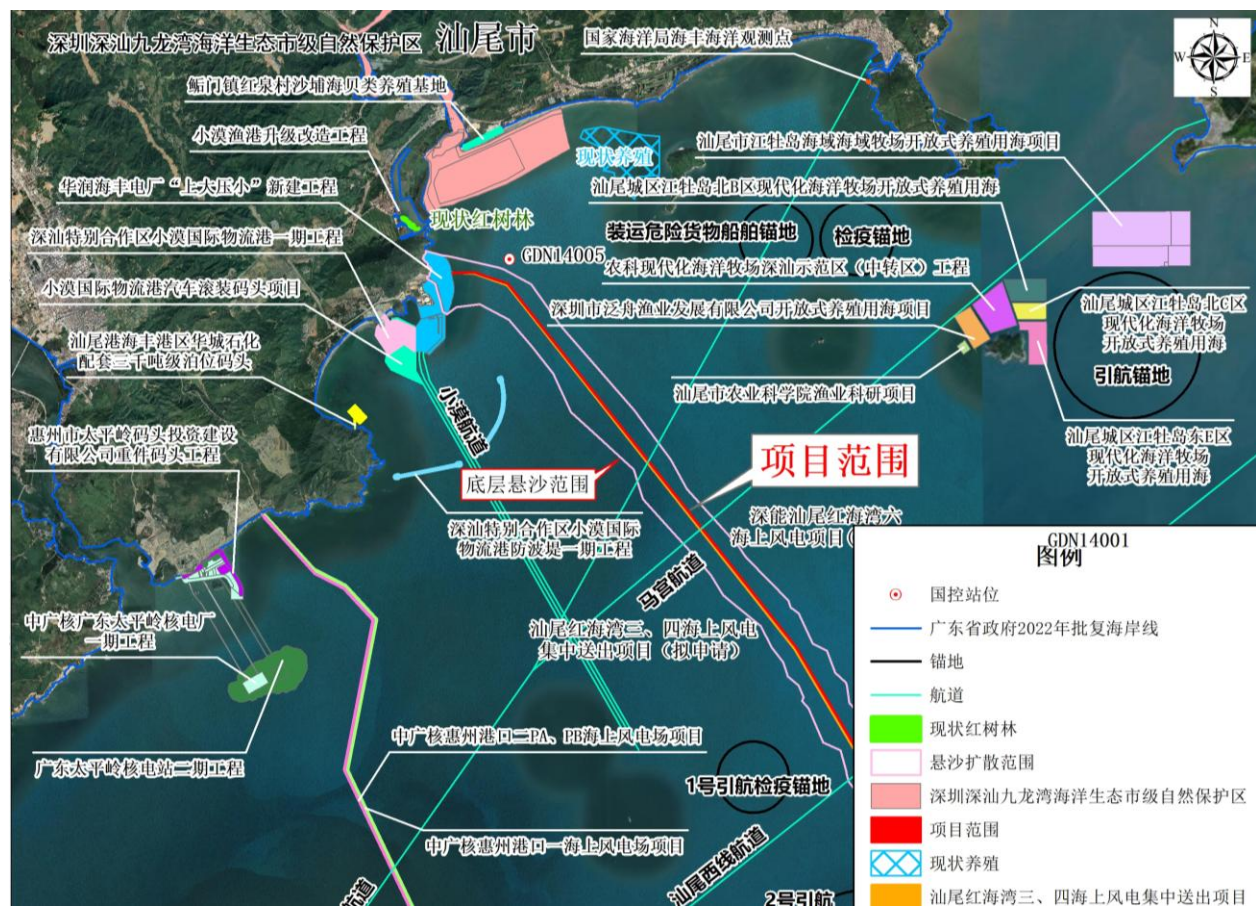 深圳深汕九龙湾海洋生态市级自然保护区
汕尾市
国家海洋局海丰海洋观测点
N
W
E
S
鮜门镇红泉村沙埔海贝类养殖基地
小漠渔港升级改造工程
现状养殖
汕尾市江牡岛海域海域牧场开放式养殖用海项目
华润海丰电厂“上大压小”新建工程
汕尾城区江牡岛北B区现代化海洋牧场开放式养殖用海
现状红树林
装运危险货物船舶锚地
检疫锚地
深汕特别合作区小漠国际物流港一期工程
GDN14005
农科现代化海洋牧场深汕示范区（中转区）工程
小漠国际物流港汽车滚装码头项目
深圳市泛舟渔业发展有限公司开放式养殖用海项目
汕尾城区江牡岛北C区
现代化海洋牧场
开放式养殖用海
汕尾港海丰港区华城石化
配套三千吨级泊位码头
引航锚地
汕尾市农业科学院渔业科研项目
小漠航道
惠州市太平岭码头投资建设
有限公司重件码头工程
汕尾城区江牡岛东E区
现代化海洋牧场
开放式养殖用海
项目范围
底层悬沙范围
深汕特别合作区小漠国际
物流港防波堤一期工程
深能汕尾红海湾六
海上风电项目（
马宫航道
中广核广东太平岭核电厂
一期工程
汕尾红海湾三、四海上风电
集中送出项目（拟申请）
广东太平岭核电站二期工程
中广核惠州港口二PA、PB海上风电场项目
1号引航检疫锚地
中广核惠州港口一海上风电场项目
汕尾西线航道
航道
2号引航
GDN14001
图例
国控站位
广东省政府2022年批复海岸线
锚地
航道
现状红树林
悬沙扩散范围
深圳深汕九龙湾海洋生态市级自然保护区
项目范围
现状养殖
汕尾红海湾三、四海上风电集中送出项目